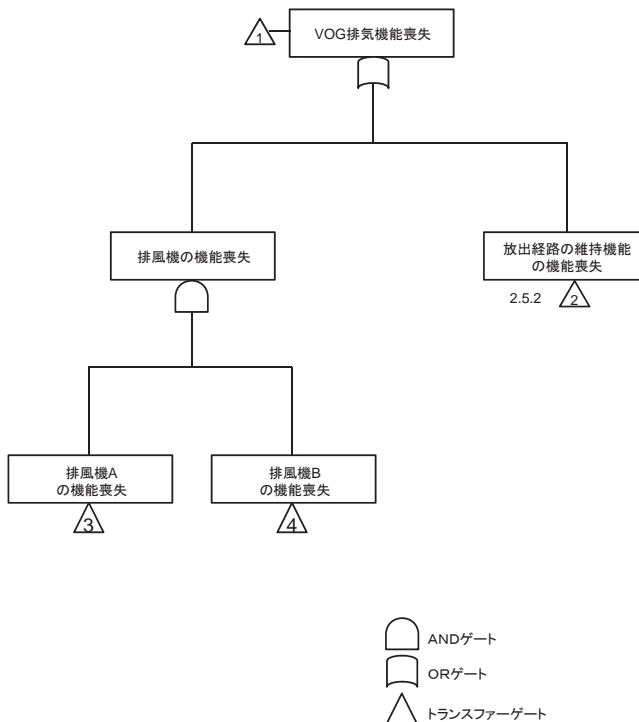 1
VOG排気機能喪失
排風機の機能喪失
放出経路の維持機能
の機能喪失
2.5.2
2
排風機A
の機能喪失
排風機B
の機能喪失
3
4
ANDゲート
ORゲート
トランスファーゲート